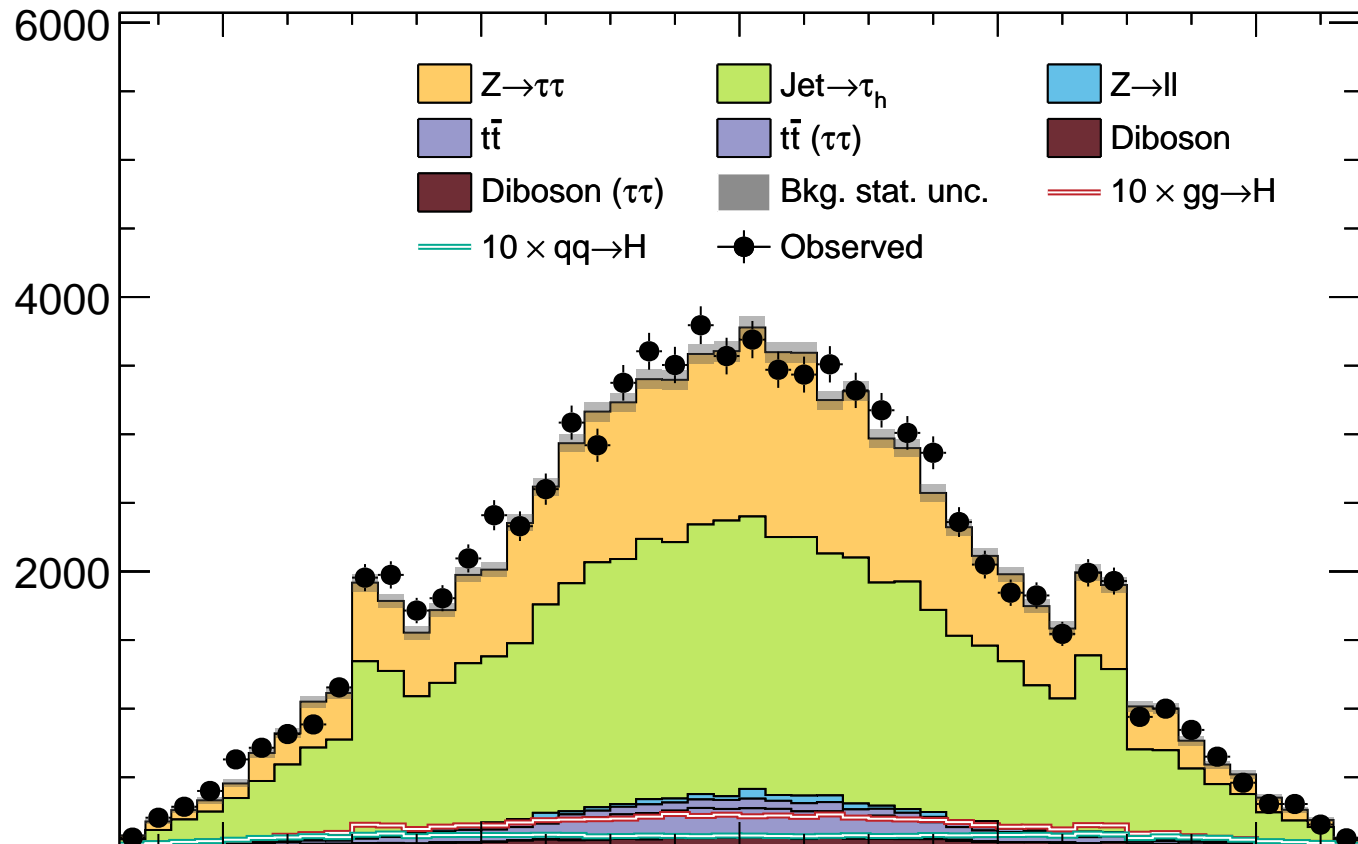 6000
Z→ττ Jet→τh Z→ll
tt̄ tt̄ (ττ) Diboson
Diboson (ττ) Bkg. stat. unc. 10 × gg→H
10 × qq→H Observed
4000
2000